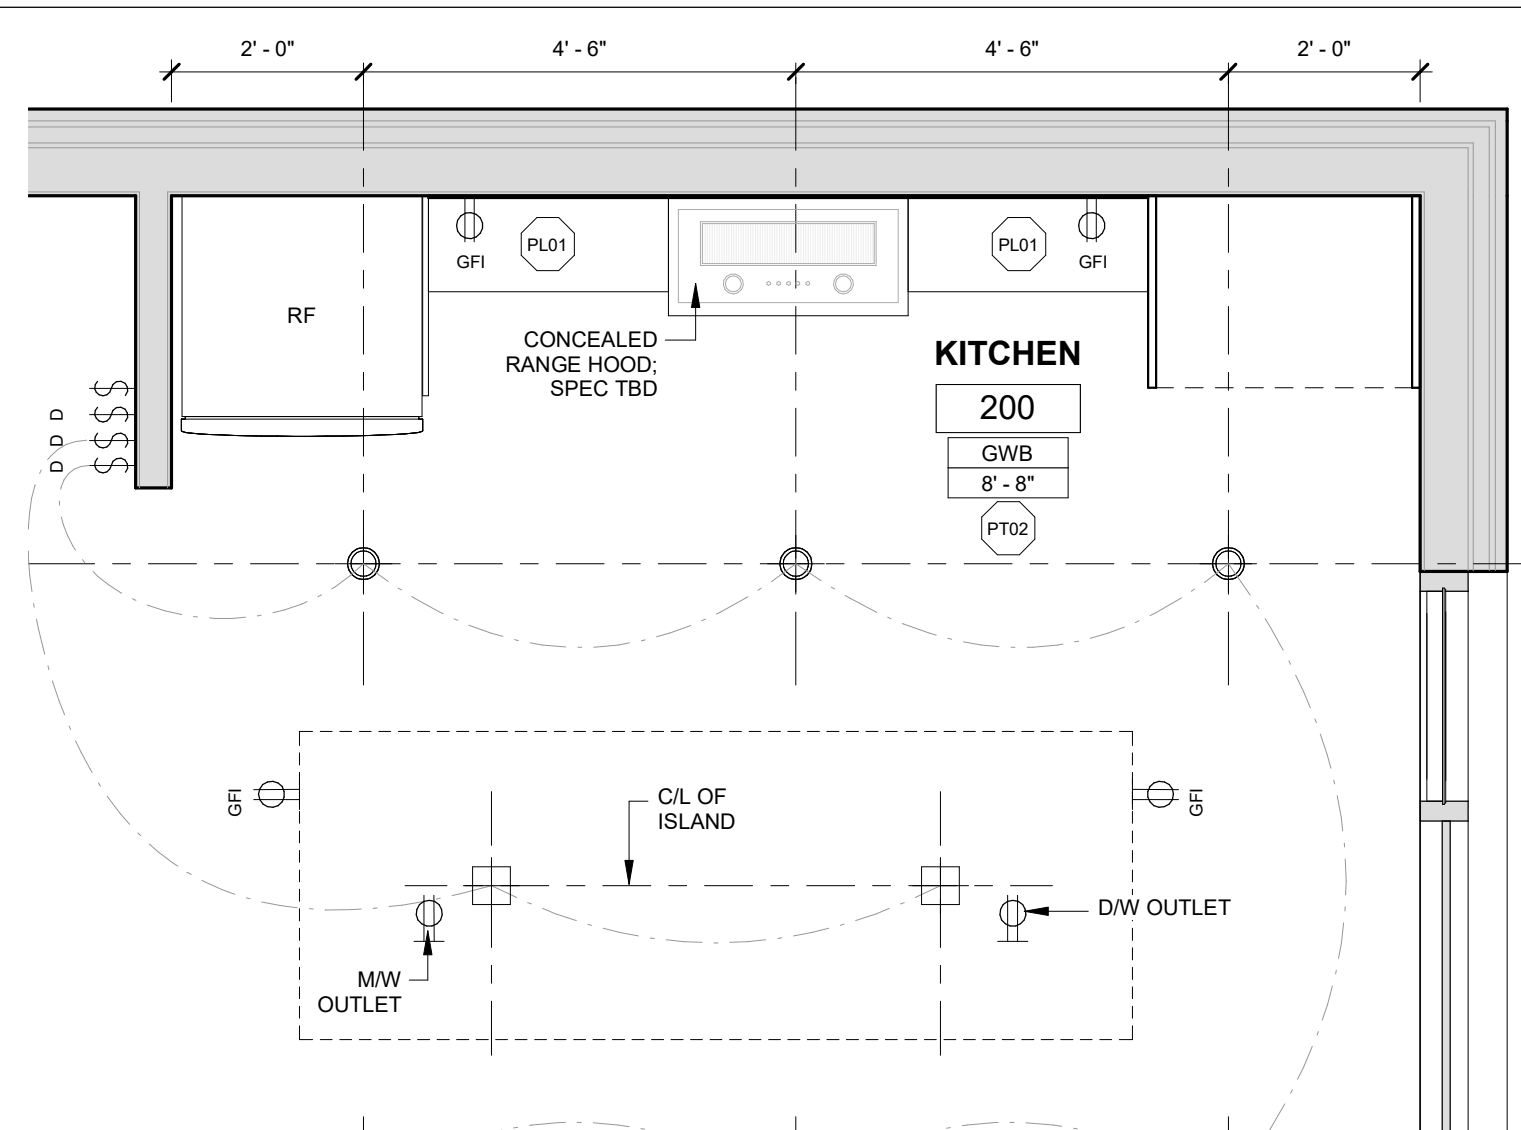 2' - 0"
4' - 6"
4' - 6"
2' - 0"
PL01
PL01
GFI
GFI
RF
CONCEALED
RANGE HOOD;
SPEC TBD
KITCHEN
200
GWB
8' - 8"
PT02
D
D
D
D
GFI
GFI
C/L OF
ISLAND
D/W OUTLET
M/W
OUTLET